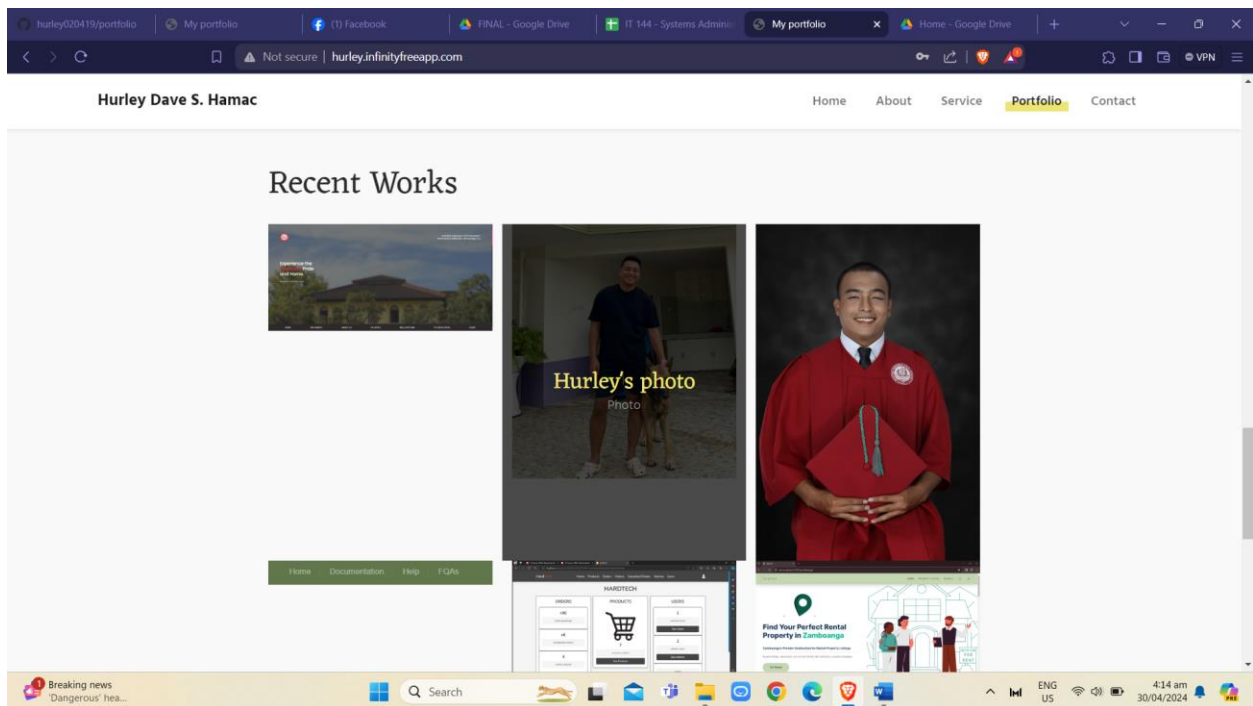 hurley020419/portfolio
My portfolio
(1) Facebook
FINAL - Google Drive
IT 144 - Systems Adminis
My portfolio
Home - Google Drive
Not secure | hurley.infinityfreeapp.com
VPN
Hurley Dave S. Hamac
Home
About
Service
Portfolio
Contact
Recent Works
Hurley's photo
Photo
Home
Documentation
Help
FQAs
HARDTECH
ORDERS
PRODUCTS
USERS
Find Your Perfect Rental
Property in Zamboanga
FOR
RENT
Breaking news
'Dangerous' hea...
Search
ENG
US
4:14 am
30/04/2024